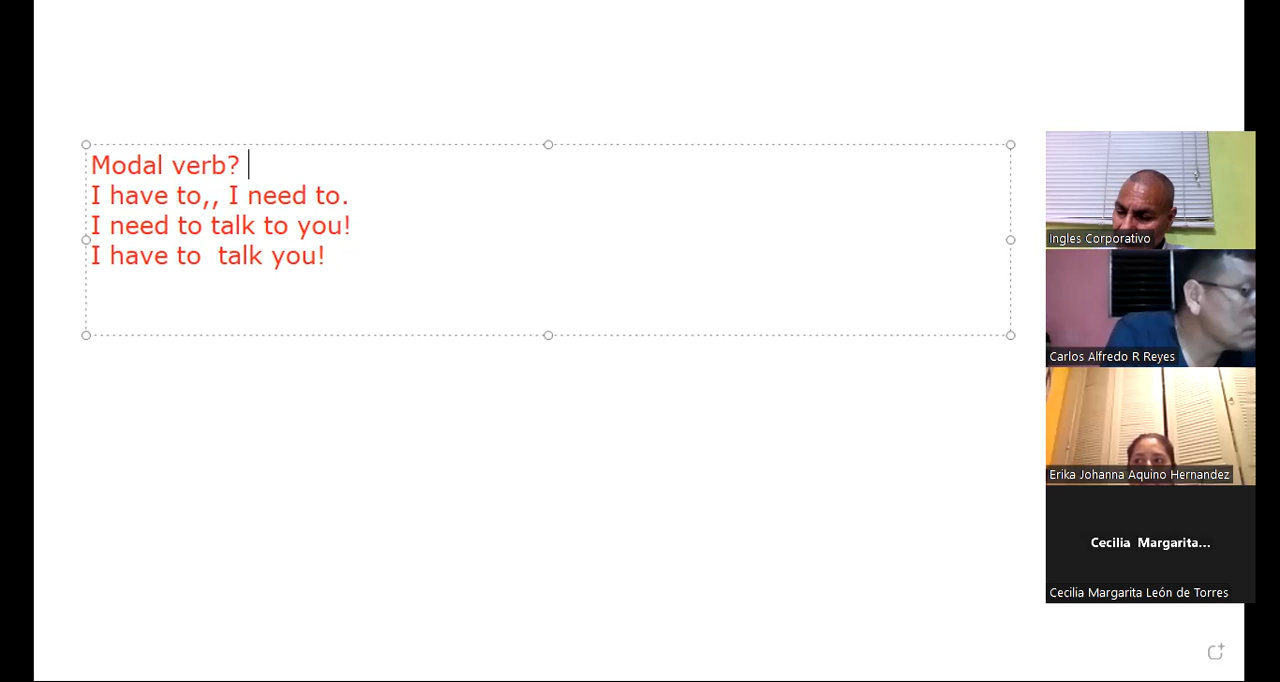 Modal verb?
I have to,, I need to.
I need to talk to you!
I have to  talk you!
Ingles Corporativo
Carlos Alfredo R Reyes
Erika Johanna Aquino Hernandez
Cecilia Margarita...
Cecilia Margarita León de Torres